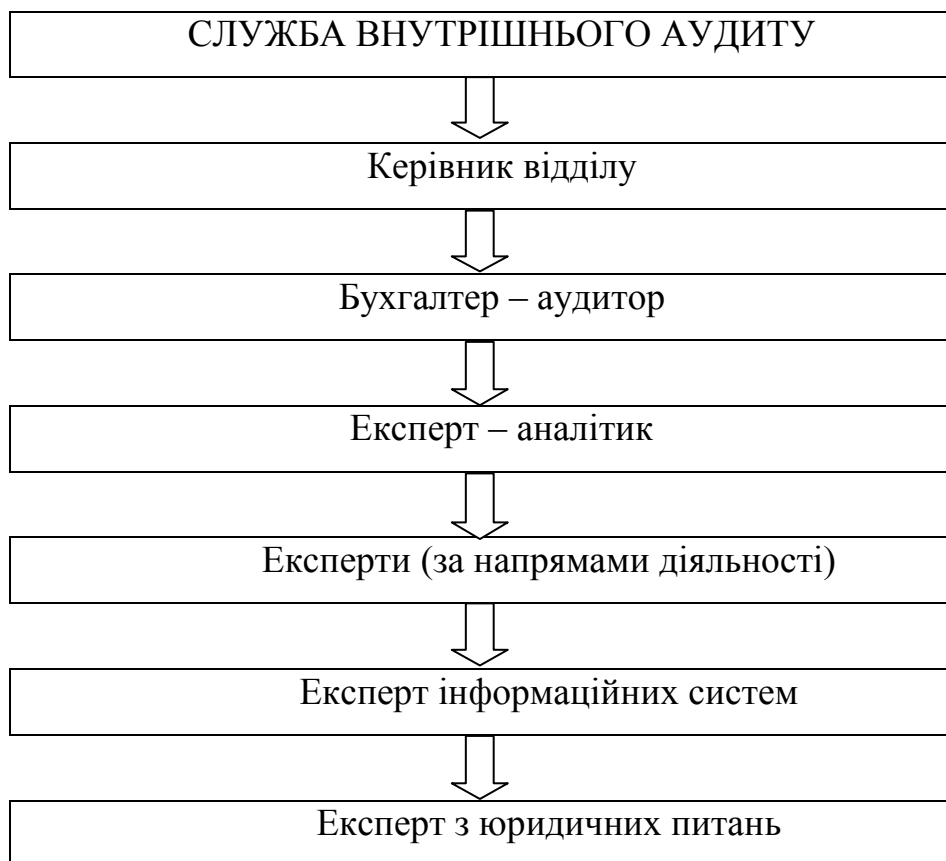 СЛУЖБА ВНУТРІШНЬОГО АУДИТУ
Керівник відділу
Бухгалтер – аудитор
Експерт – аналітик
Експерти (за напрямами діяльності)
Експерт інформаційних систем
Експерт з юридичних питань